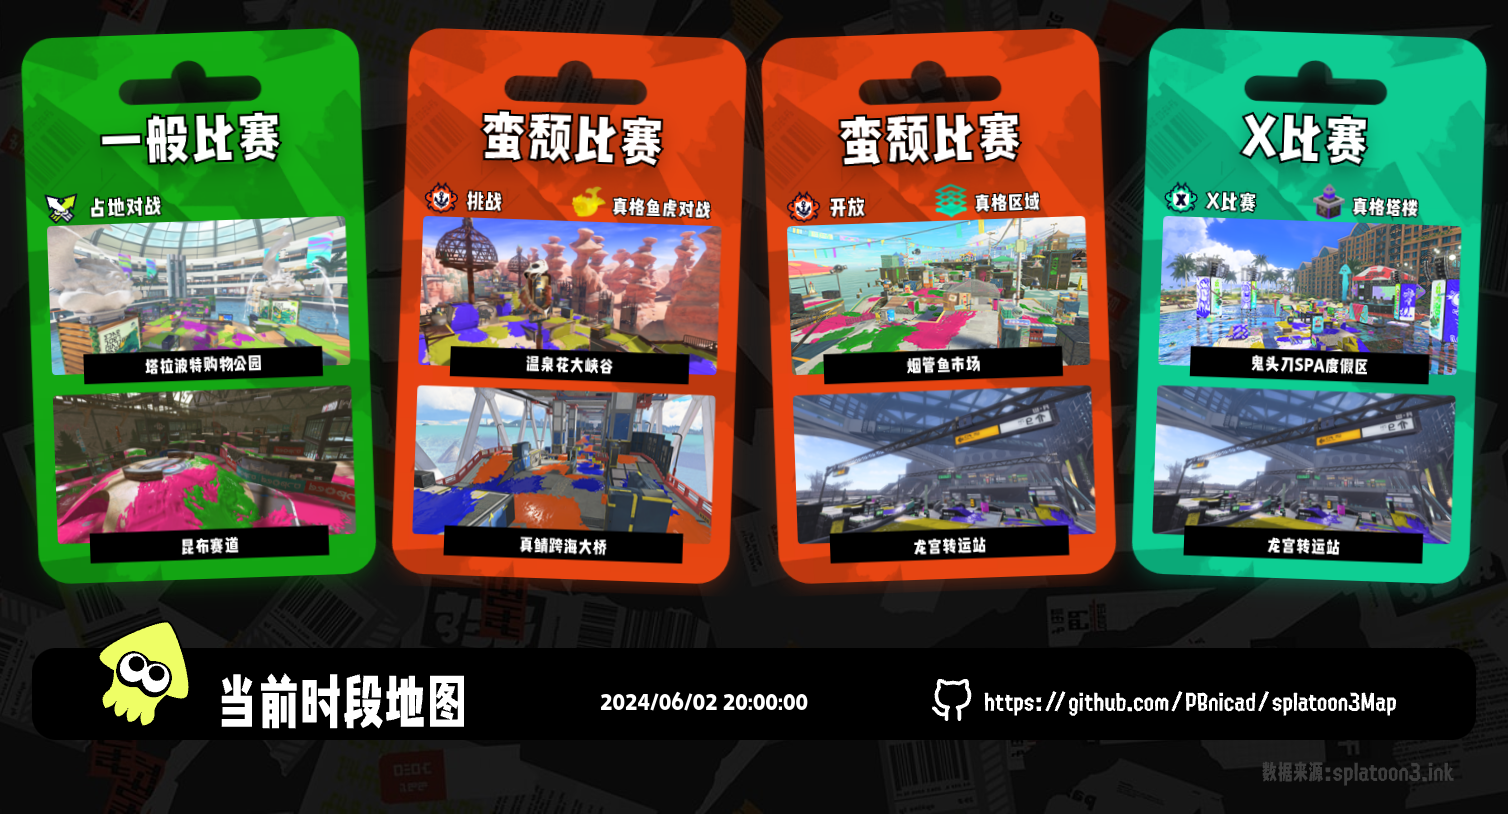 一般比赛
占地对战
塔拉波特购物公园
昆布赛道
蛮颓比赛
挑战
真格鱼虎对战
温泉花大峡谷
真鲭跨海大桥
蛮颓比赛
开放
真格区域
烟管鱼市场
龙宫转运站
X比赛
X比赛
真格塔楼
鬼头刀SPA度假区
龙宫转运站
当前时段地图
2024/06/02 20:00:00
https://github.com/PBnicad/splatoon3Map
数据来源:splatoon3.ink